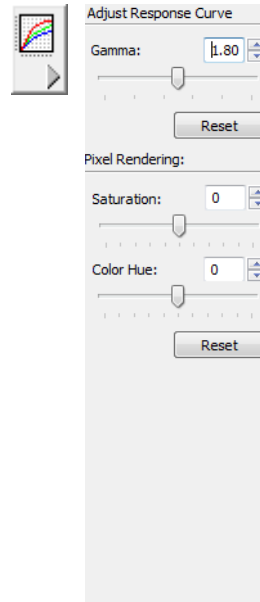 Adjust Response Curve
Gamma: 1.80
Reset
Pixel Rendering:
Saturation: 0
Color Hue: 0
Reset